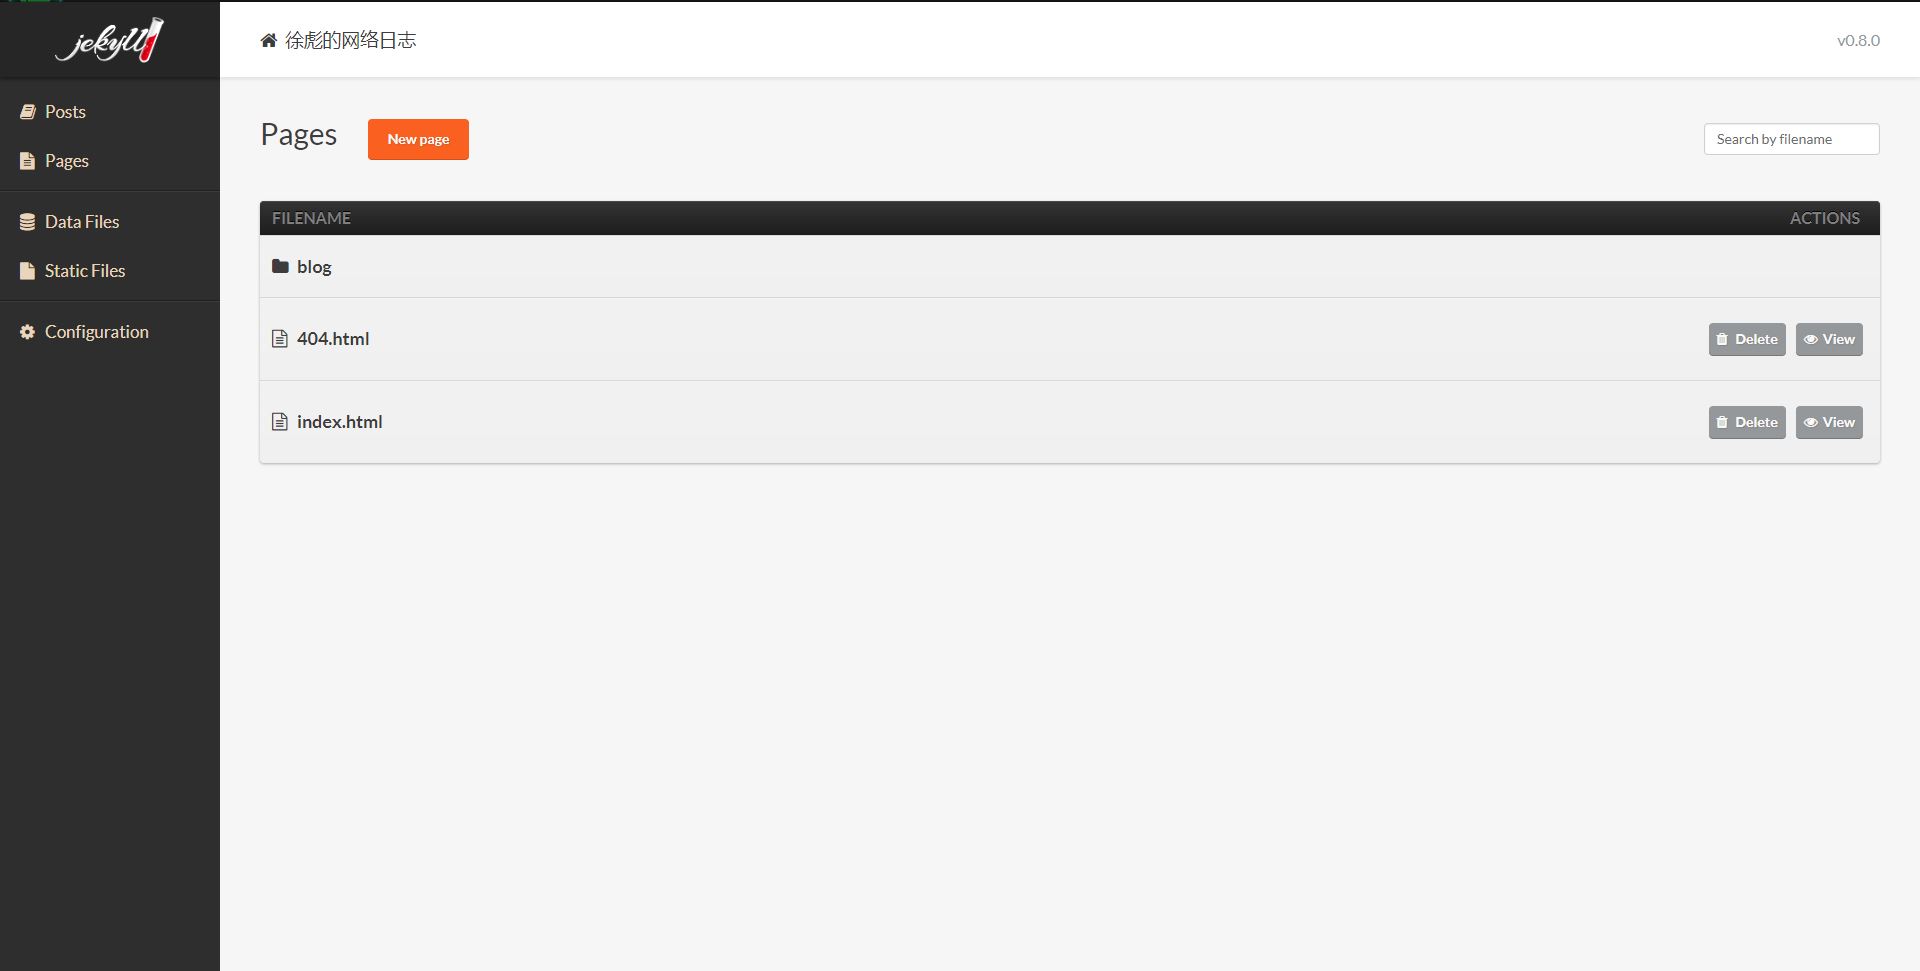 jekyll
徐彪的网络日志
v0.8.0
Posts
Pages
Data Files
Static Files
Configuration
Pages
New page
Search by filename
FILENAME ACTIONS
blog
404.html Delete View
index.html Delete View